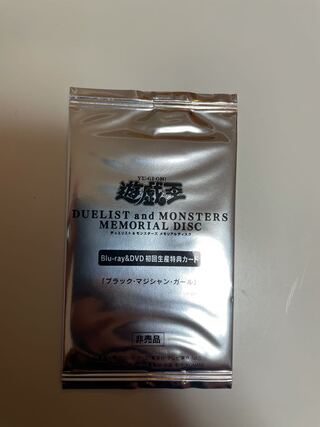 YU-GI-OH!
遊戯王
DUELIST and MONSTERS
MEMORIAL DISC
デュエリスト&モンスターズ メモリアルディスク
Blu-ray&DVD 初回生産特典カード
「ブラック・マジシャン・ガール」
非売品